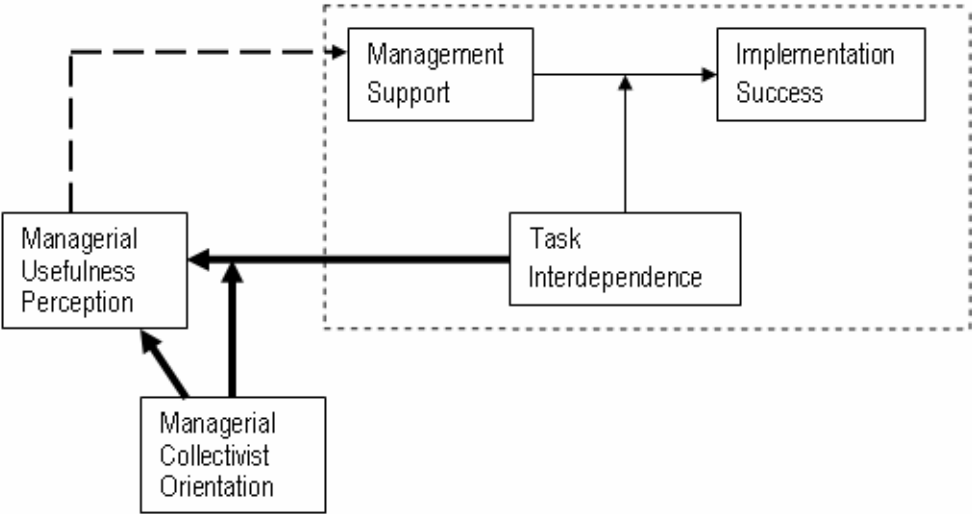 Management
Support
Implementation
Success
Managerial
Usefulness
Perception
Task
Interdependence
Managerial
Collectivist
Orientation